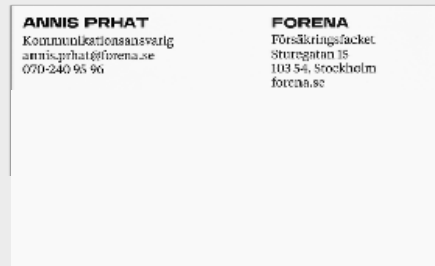 ANNIS PRHAT
Kommunikationsansvarig
annis.prhat@forena.se
070-240 95 96
FORENA
Försäkringsfacket
Sturegatan 15
103 54, Stockholm
forena.se